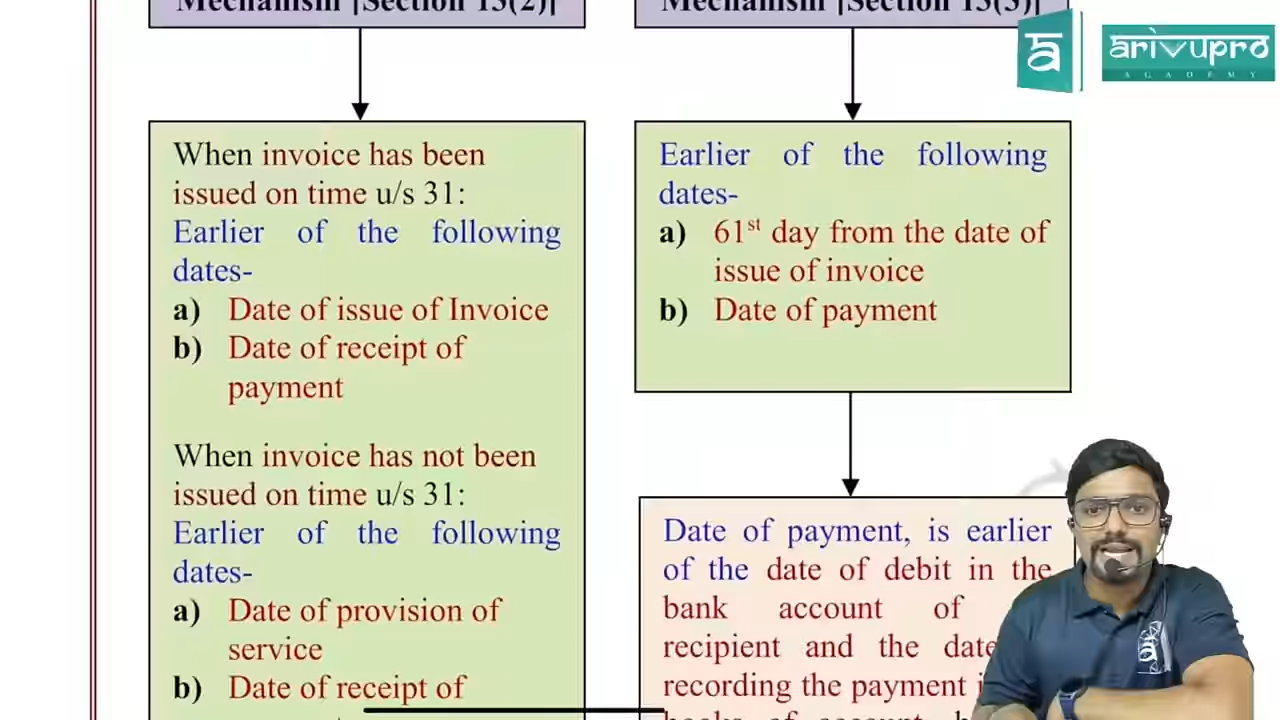 Mechanism [Section 13(2)]
When invoice has been
issued on time u/s 31:
Earlier of the following
dates-
a) Date of issue of Invoice
b) Date of receipt of
payment
When invoice has not been
issued on time u/s 31:
Earlier of the following
dates-
a) Date of provision of
service
b) Date of receipt of
Mechanism [Section 13(3)]
Earlier of the following
dates-
a) 61st day from the date of
issue of invoice
b) Date of payment
Date of payment, is earlier
of the date of debit in the
bank account of
recipient and the date
recording the payment
books of account
arivupro
ACADEMY